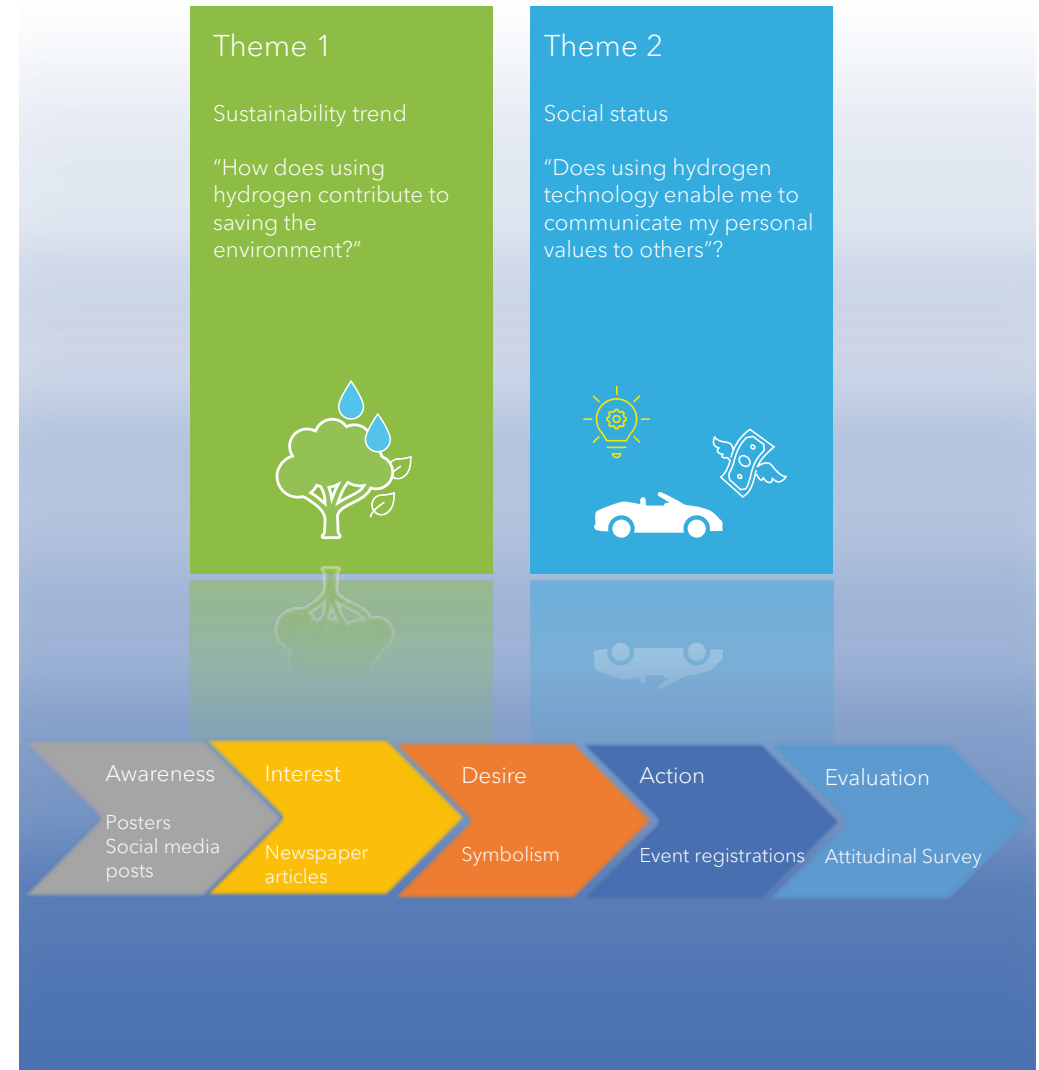 Theme 1
Sustainability trend
“How does using
hydrogen contribute to
saving the
environment?”
Theme 2
Social status
“Does using hydrogen
technology enable me to
communicate my personal
values to others”?
Awareness
Posters
Social media
posts
Interest
Newspaper
articles
Desire
Symbolism
Action
Event registrations
Evaluation
Attitudinal Survey